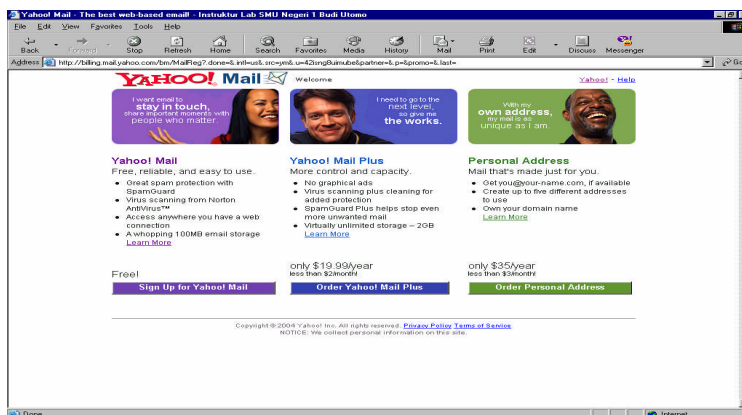 Yahoo! Mail - The best web-based email! - Instruktur Lab SMU Negeri 1 Budi Utomo
File Edit View Favorites Tools Help
Back Forward Stop Refresh Home Search Favorites Media History Mail Print Edit Discuss Messenger
Address http://billing.mail.yahoo.com/bm/MailReg?.done=&.intl=us&.src=ym&.u=42isng8uimube&partner=&.p=&promo=&.last=
YAHOO! Mail Welcome Yahoo! - Help
I want email to
stay in touch,
share important moments with
people who matter.
I need to go to the
next level,
so give me
the works.
With my
own address,
my mail is as
unique as I am.
Yahoo! Mail
Free, reliable, and easy to use.
Great spam protection with
SpamGuard
Virus scanning from Norton
AntiVirus™
Access anywhere you have a web
connection
A whopping 100MB email storage
Learn More
Free!
Sign Up for Yahoo! Mail
Yahoo! Mail Plus
More control and capacity.
No graphical ads
Virus scanning plus cleaning for
added protection
SpamGuard Plus helps stop even
more unwanted mail
Virtually unlimited storage – 2GB
Learn More
only $19.99/year
less than $2/month!
Order Yahoo! Mail Plus
Personal Address
Mail that's made just for you.
Get you@your-name.com, if available
Create up to five different addresses
to use
Own your domain name
Learn More
only $35/year
less than $3/month!
Order Personal Address
Copyright © 2004 Yahoo! Inc. All rights reserved. Privacy Policy Terms of Service
NOTICE: We collect personal information on this site.
Done Internet